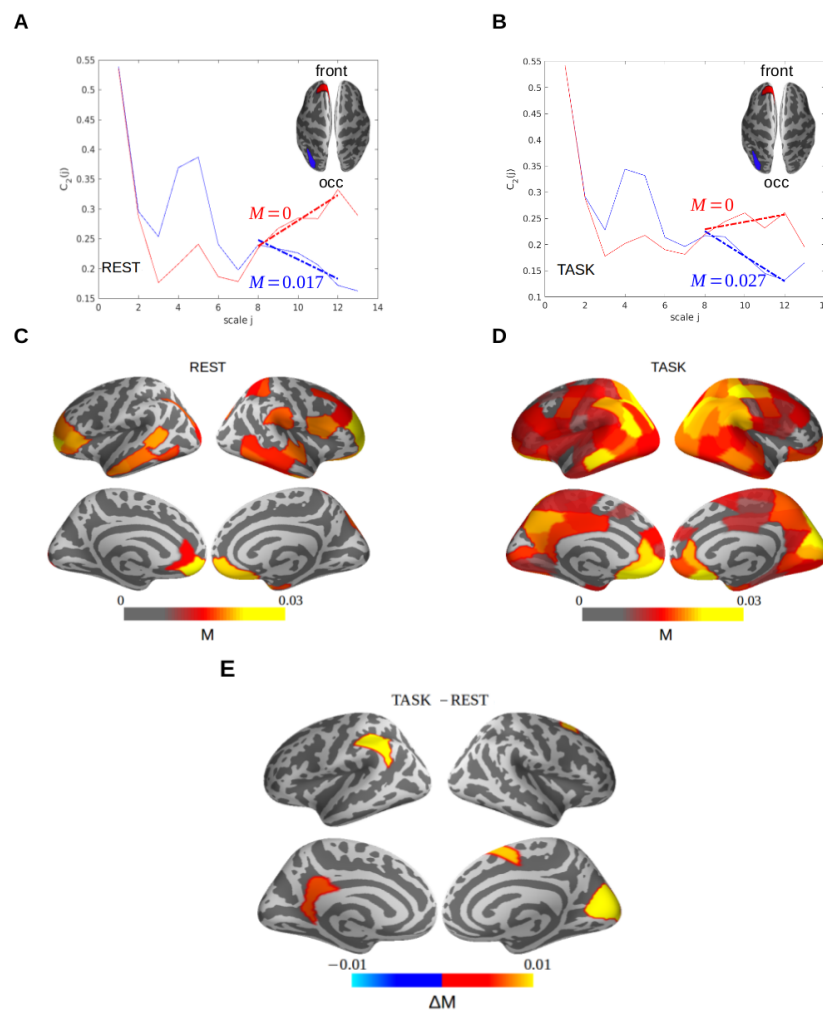 A
B
0.55
0.5
0.45
0.4
0.35
0.3
0.25
0.2
0.15
0 2 4 6 8 10 12 14
scale j
C2(j)
front
occ
M=0
M=0.017
REST
0.55
0.5
0.45
0.4
0.35
0.3
0.25
0.2
0.15
0.1
0 2 4 6 8 10 12 1
scale j
C2(j)
front
occ
M=0
M=0.027
TASK
C
D
REST
TASK
0 0.03
M
0 0.03
M
E
TASK −REST
−0.01 0.01
ΔM